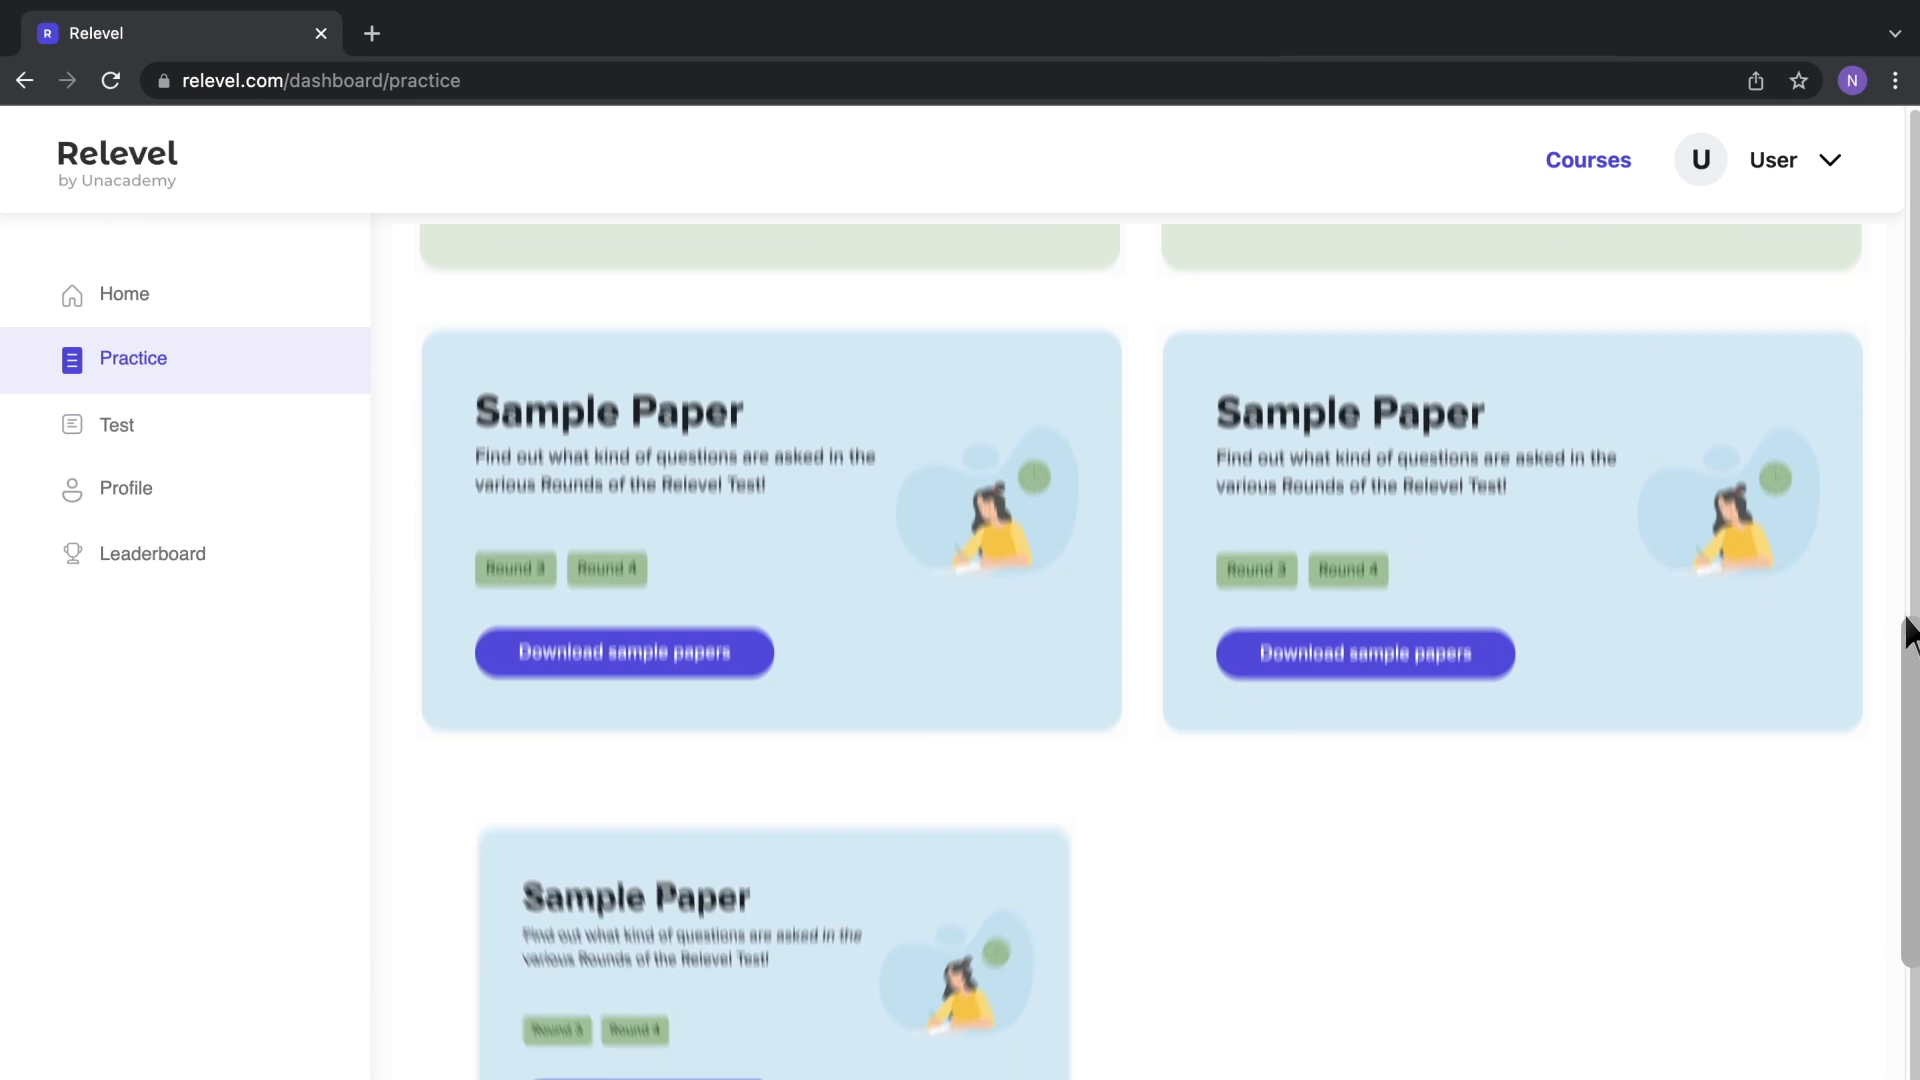 R Relevel
relevel.com/dashboard/practice
N
Relevel
by Unacademy
Courses
U User
Home
Practice
Test
Profile
Leaderboard
Sample Paper
Find out what kind of questions are asked in the
various Rounds of the Relevel Test!
Round 3 Round 4
Download sample papers
Sample Paper
Find out what kind of questions are asked in the
various Rounds of the Relevel Test!
Round 3 Round 4
Download sample papers
Sample Paper
Find out what kind of questions are asked in the
various Rounds of the Relevel Test!
Round 3 Round 4